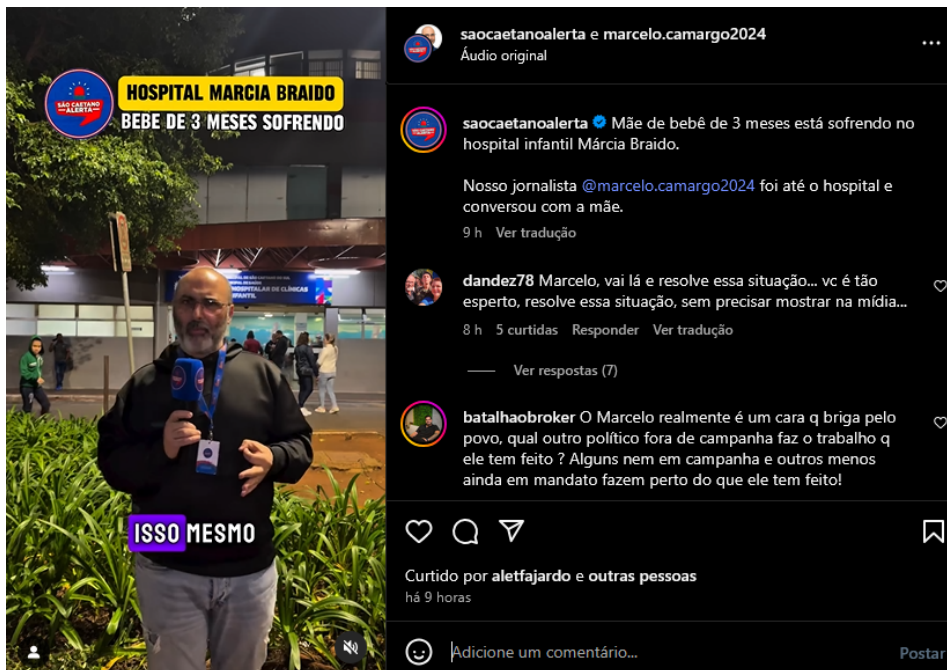 SÃO CAETANO
ALERTA
HOSPITAL MARCIA BRAIDO
BEBE DE 3 MESES SOFRENDO
HOSPITALAR DE CLÍNICAS
INFANTIL
ISSO MESMO
saocaetanoalerta e marcelo.camargo2024
Áudio original
saocaetanoalerta Mãe de bebê de 3 meses está sofrendo no
hospital infantil Márcia Braido.
Nosso jornalista @marcelo.camargo2024 foi até o hospital e
conversou com a mãe.
9 h Ver tradução
dandez78 Marcelo, vai lá e resolve essa situação... vc é tão
esperto, resolve essa situação, sem precisar mostrar na mídia...
8 h 5 curtidas Responder Ver tradução
Ver respostas (7)
batalhaobroker O Marcelo realmente é um cara q briga pelo
povo, qual outro político fora de campanha faz o trabalho q
ele tem feito ? Alguns nem em campanha e outros menos
ainda em mandato fazem perto do que ele tem feito!
Curtido por aletfajardo e outras pessoas
há 9 horas
Adicione um comentário...
Postar